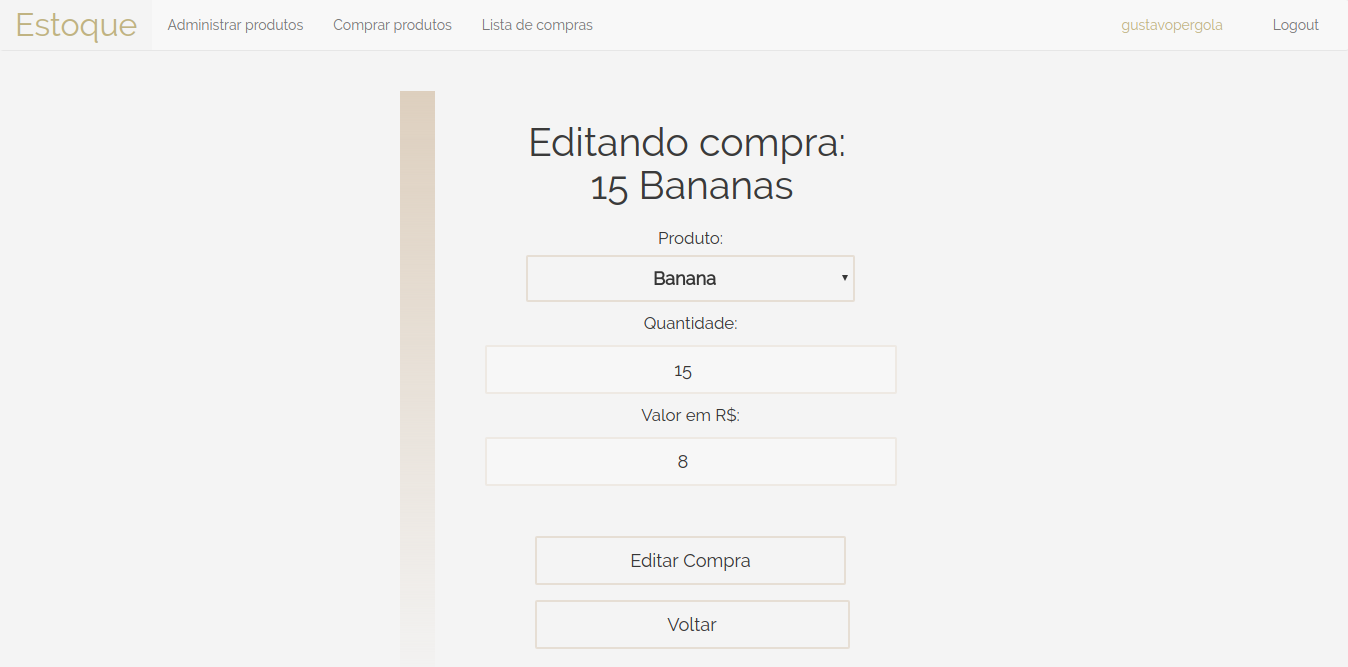 Estoque Administrar produtos Comprar produtos Lista de compras gustavopergola Logout
Editando compra:
15 Bananas
Produto:
Banana
Quantidade:
15
Valor em R$:
8
Editar Compra
Voltar